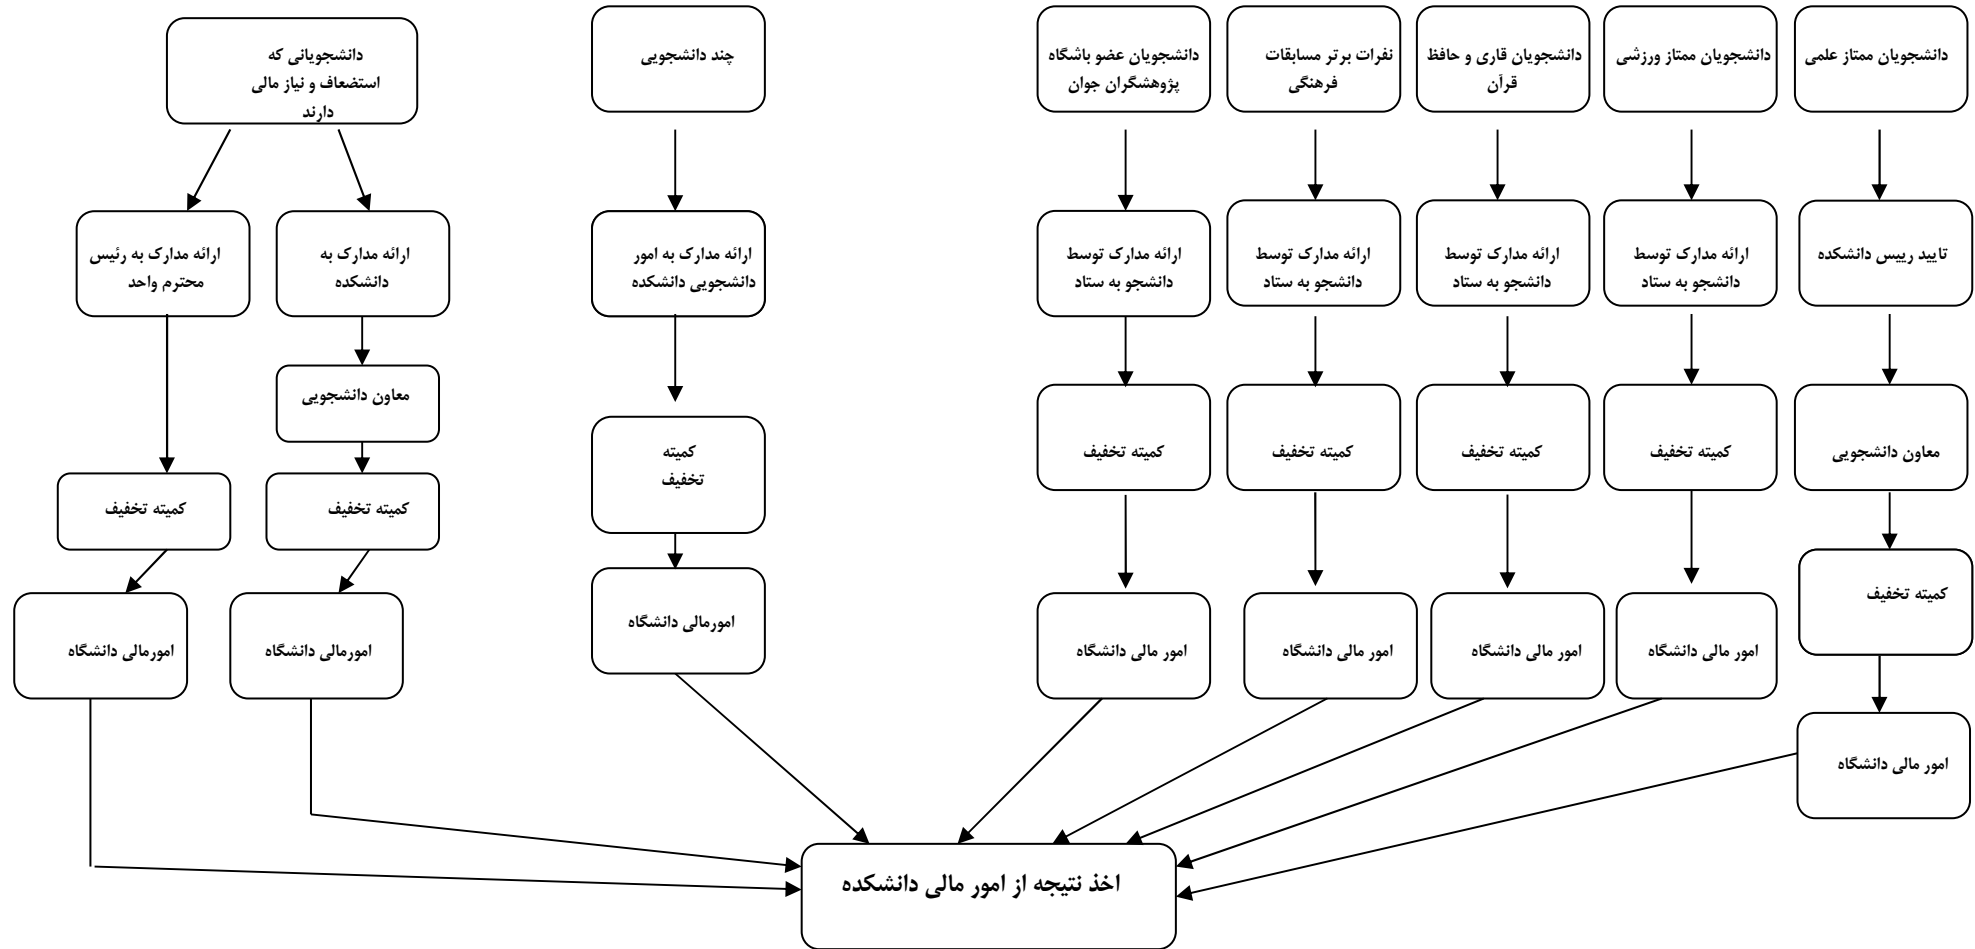 دانشجویان ممتاز علمی
دانشجویان ممتاز ورزشی
دانشجویان قاری و حافظ
قرآن
نفرات برتر مسابقات
فرهنگی
دانشجویان عضو باشگاه
پژوهشگران جوان
چند دانشجویی
دانشجویانی که
استضعاف و نیاز مالی
دارند
تایید رییس دانشکده
ارائه مدارک توسط
دانشجو به ستاد
ارائه مدارک توسط
دانشجو به ستاد
ارائه مدارک توسط
دانشجو به ستاد
ارائه مدارک توسط
دانشجو به ستاد
ارائه مدارک به امور
دانشجویی دانشکده
ارائه مدارک به
دانشکده
ارائه مدارک به رئیس
محترم واحد
معاون دانشجویی
کمیته تخفیف
کمیته تخفیف
کمیته تخفیف
کمیته تخفیف
کمیته
تخفیف
معاون دانشجویی
کمیته تخفیف
کمیته تخفیف
کمیته تخفیف
امور مالی دانشگاه
امور مالی دانشگاه
امور مالی دانشگاه
امور مالی دانشگاه
امورمالی دانشگاه
امورمالی دانشگاه
امورمالی دانشگاه
امور مالی دانشگاه
اخذ نتیجه از امور مالی دانشکده